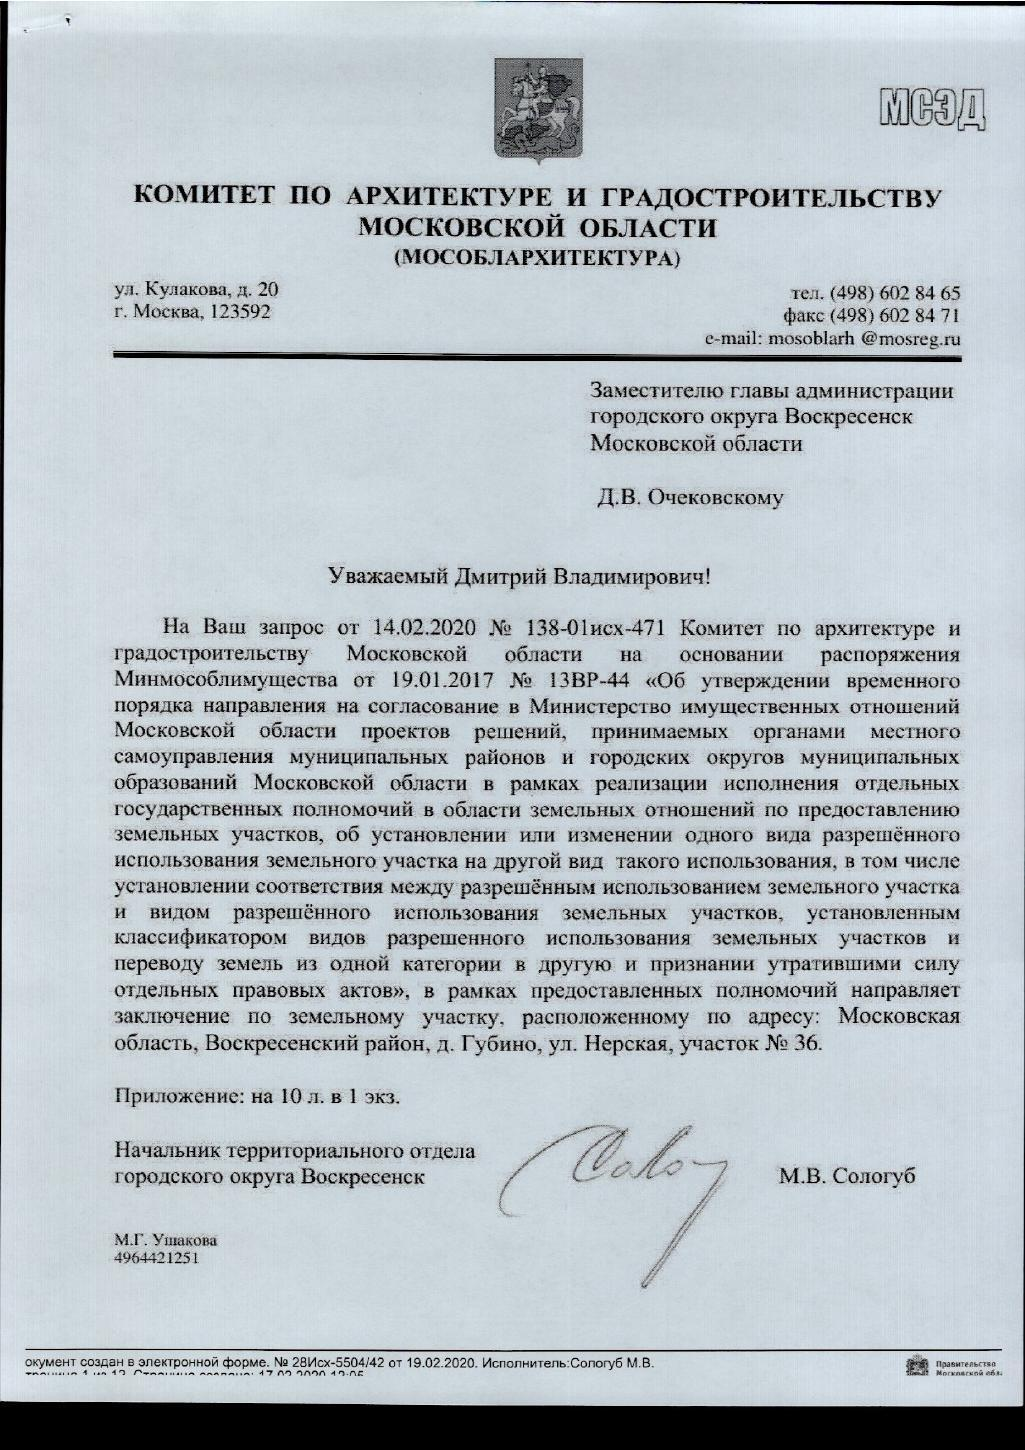 МСЭД
КОМИТЕТ ПО АРХИТЕКТУРЕ И ГРАДОСТРОИТЕЛЬСТВУ
МОСКОВСКОЙ ОБЛАСТИ
(МОСОБЛАРХИТЕКТУРА)
ул. Кулакова, д. 20
г. Москва, 123592
тел. (498) 602 84 65
факс (498) 602 84 71
e-mail: mosoblarh @mosreg.ru
Заместителю главы администрации
городского округа Воскресенск
Московской области
Д.В. Очековскому
Уважаемый Дмитрий Владимирович!
На Ваш запрос от 14.02.2020 № 138-01исх-471 Комитет по архитектуре и
градостроительству Московской области на основании распоряжения
Минмособлимущества от 19.01.2017 № 13ВР-44 «Об утверждении временного
порядка направления на согласование в Министерство имущественных отношений
Московской области проектов решений, принимаемых органами местного
самоуправления муниципальных районов и городских округов муниципальных
образований Московской области в рамках реализации исполнения отдельных
государственных полномочий в области земельных отношений по предоставлению
земельных участков, об установлении или изменении одного вида разрешённого
использования земельного участка на другой вид такого использования, в том числе
установлении соответствия между разрешённым использованием земельного участка
и видом разрешённого использования земельных участков, установленным
классификатором видов разрешенного использования земельных участков и
переводу земель из одной категории в другую и признании утратившими силу
отдельных правовых актов», в рамках предоставленных полномочий направляет
заключение по земельному участку, расположенному по адресу: Московская
область, Воскресенский район, д. Губино, ул. Нерская, участок № 36.
Приложение: на 10 л. в 1 экз.
Начальник территориального отдела
городского округа Воскресенск
М.В. Сологуб
М.Г. Ушакова
4964421251
окумент создан в электронной форме. № 28Исх-5504/42 от 19.02.2020. Исполнитель:Сологуб М.В.
Правительство
Московской обл